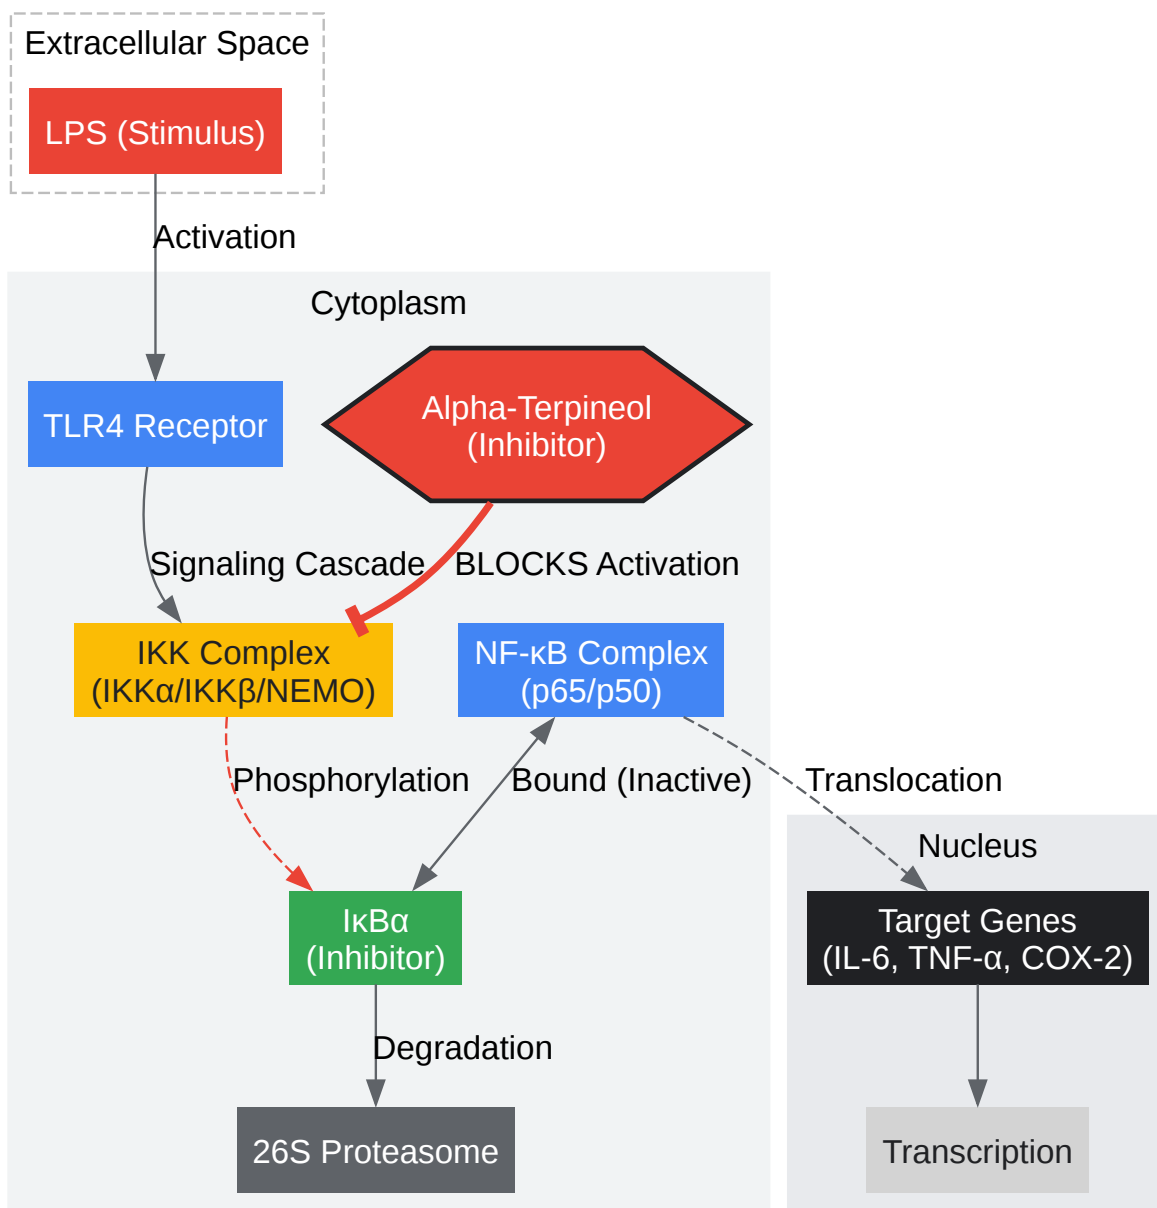 Extracellular Space
LPS (Stimulus)
Activation
Cytoplasm
TLR4 Receptor
Alpha-Terpineol
(Inhibitor)
Signaling Cascade
BLOCKS Activation
IKK Complex
(IKKα/IKKβ/NEMO)
NF-κB Complex
(p65/p50)
Phosphorylation
Bound (Inactive)
Translocation
Nucleus
IκBα
(Inhibitor)
Target Genes
(IL-6, TNF-α, COX-2)
Degradation
26S Proteasome
Transcription